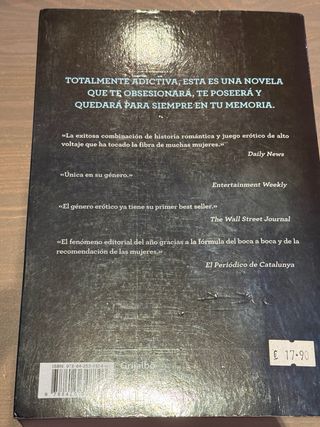 TOTALMENTE ADICTIVA, ESTA ES UNA NOVELA
QUE TE OBSESIONARÁ, TE POSEERÁ Y
QUEDARÁ PARA SIEMPRE EN TU MEMORIA.
«La exitosa combinación de historia romántica y juego erótico de alto
voltaje que ha tocado la fibra de muchas mujeres.»
Daily News
«Única en su género.»
Entertainment Weekly
«El género erótico ya tiene su primer best seller.»
The Wall Street Journal
«El fenómeno editorial del año gracias a la fórmula del boca a boca y de la
recomendación de las mujeres.»
El Periódico de Catalunya
£
17.90
Grijalbo